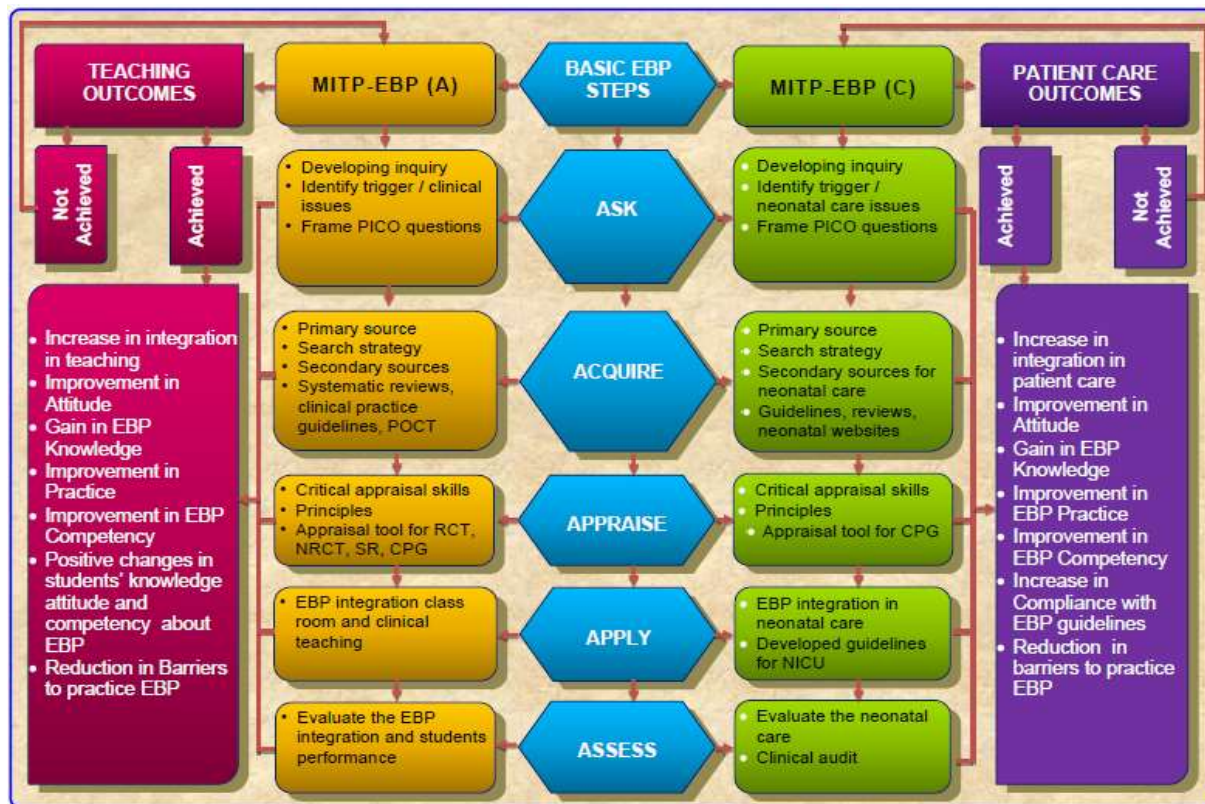 TEACHING
OUTCOMES
MITP-EBP (A)
BASIC EBP
STEPS
MITP-EBP (C)
PATIENT CARE
OUTCOMES
Not
Achieved
Achieved
• Developing inquiry
• Identify trigger / clinical
issues
• Frame PICO questions
ASK
• Developing inquiry
• Identify trigger /
neonatal care issues
• Frame PICO questions
Achieved
Not
Achieved
• Increase in integration
in teaching
• Improvement in
Attitude
• Gain in EBP
Knowledge
• Improvement in
Practice
• Improvement in EBP
Competency
• Positive changes in
students' knowledge
attitude and
competency about
EBP
• Reduction in Barriers
to practice EBP
• Primary source
• Search strategy
• Secondary sources
• Systematic reviews,
clinical practice
guidelines, POCT
ACQUIRE
• Primary source
• Search strategy
• Secondary sources for
neonatal care
• Guidelines, reviews,
neonatal websites
• Critical appraisal skills
• Principles
• Appraisal tool for RCT,
NRCT, SR, CPG
APPRAISE
• Critical appraisal skills
• Principles
• Appraisal tool for CPG
• EBP integration class
room and clinical
teaching
APPLY
• EBP integration in
neonatal care
• Developed guidelines
for NICU
• Evaluate the EBP
integration and students
performance
ASSESS
• Evaluate the neonatal
care
• Clinical audit
• Increase in
integration in
patient care
• Improvement in
Attitude
• Gain in EBP
Knowledge
• Improvement in
EBP Practice
• Improvement in
EBP Competency
• Increase in
Compliance with
EBP guidelines
• Reduction in
barriers to practice
EBP